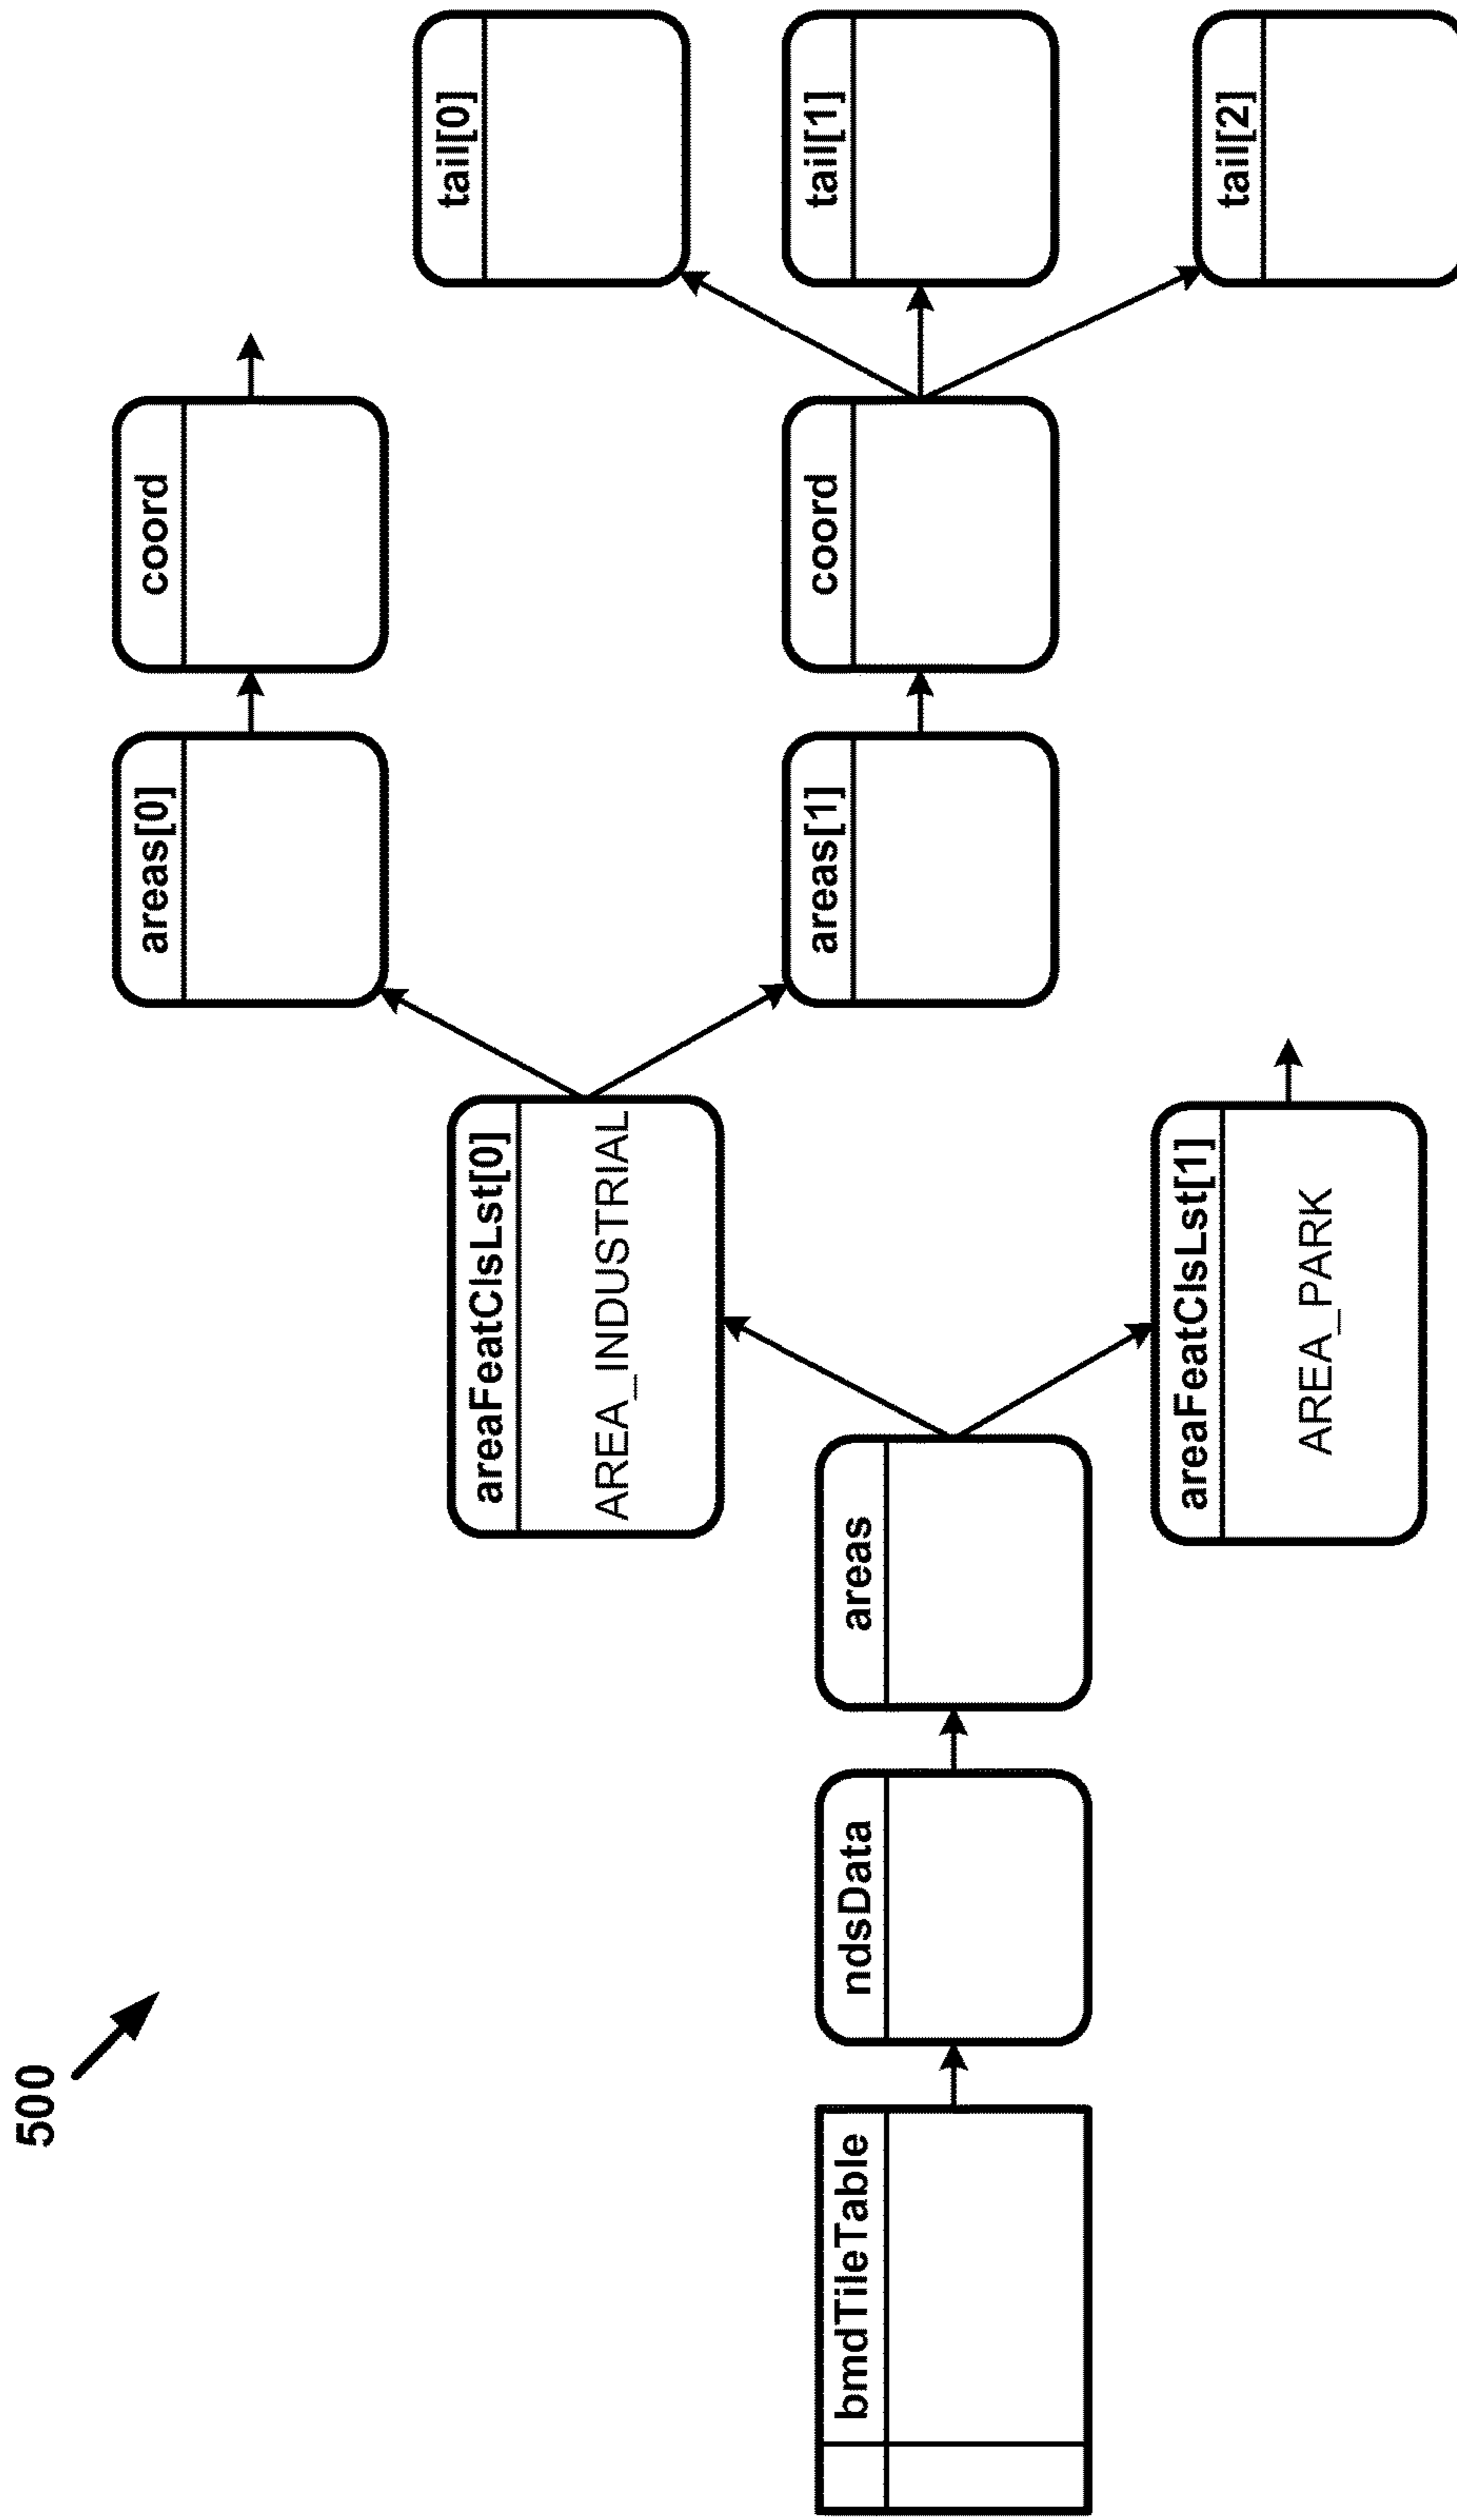 500
bmdTileTable
ndsData
areas
areaFeatClsLst[0]
AREA_INDUSTRIAL
areaFeatClsLst[1]
AREA_PARK
areas[0]
coord
areas[1]
coord
tail[0]
tail[1]
tail[2]